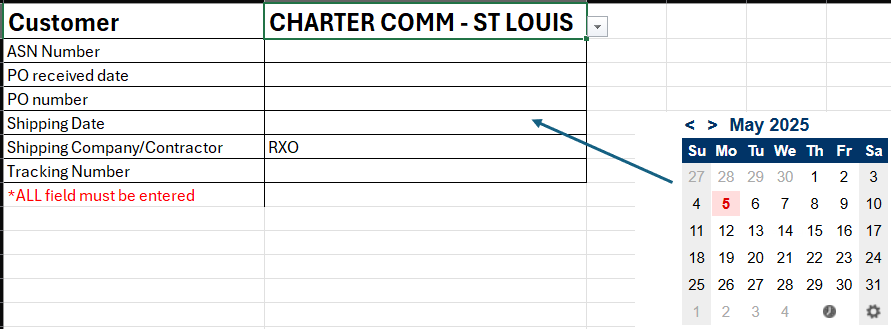 Customer CHARTER COMM - ST LOUIS
ASN Number
PO received date
PO number
Shipping Date
Shipping Company/Contractor RXO
Tracking Number
*ALL field must be entered
< > May 2025
Su Mo Tu We Th Fr Sa
27 28 29 30 1 2 3
4 5 6 7 8 9 10
11 12 13 14 15 16 17
18 19 20 21 22 23 24
25 26 27 28 29 30 31
1 2 3 4